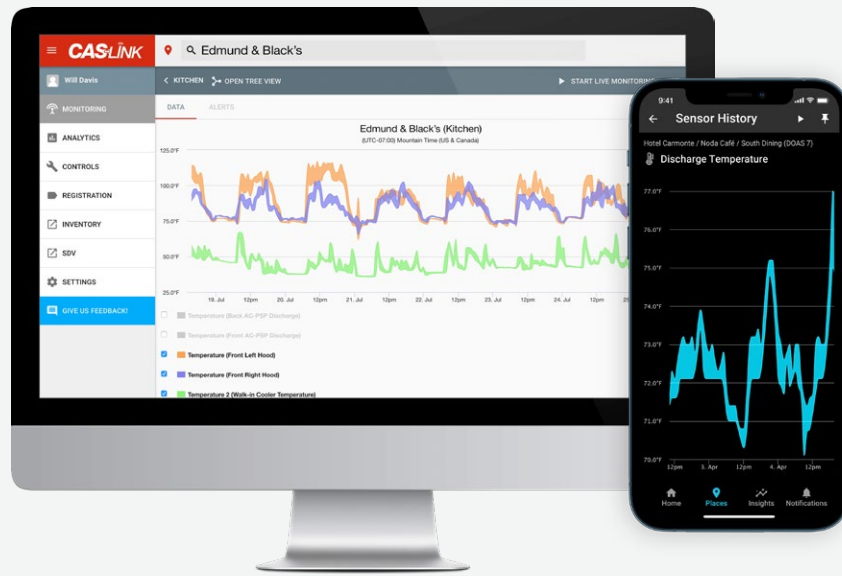 CASLINK
Edmund & Black's
Will Davis
KITCHEN
OPEN TREE VIEW
START LIVE MONITORING
MONITORING
ANALYTICS
CONTROLS
REGISTRATION
INVENTORY
SDV
SETTINGS
GIVE US FEEDBACK!
DATA
ALERTS
Edmund & Black's (Kitchen)
(UTC-07:00) Mountain Time (US & Canada)
125.0°F
100.0°F
75.0°F
50.0°F
25.0°F
19. Jul 12pm 20. Jul 12pm 21. Jul 12pm 22. Jul 12pm 23. Jul 12pm 24. Jul 12pm
Temperature (Back AC-PSP Discharge)
Temperature (Front AC-PSP Discharge)
Temperature (Front Left Hood)
Temperature (Front Right Hood)
Temperature 2 (Walk-in Cooler Temperature)
9:41
Sensor History
Hotel Carmonte / Noda Café / South Dining (DOAS 7)
Discharge Temperature
77.0°F
76.0°F
75.0°F
74.0°F
73.0°F
72.0°F
71.0°F
70.0°F
12pm 3. Apr 12pm 4. Apr 12pm
Home Places Insights Notifications